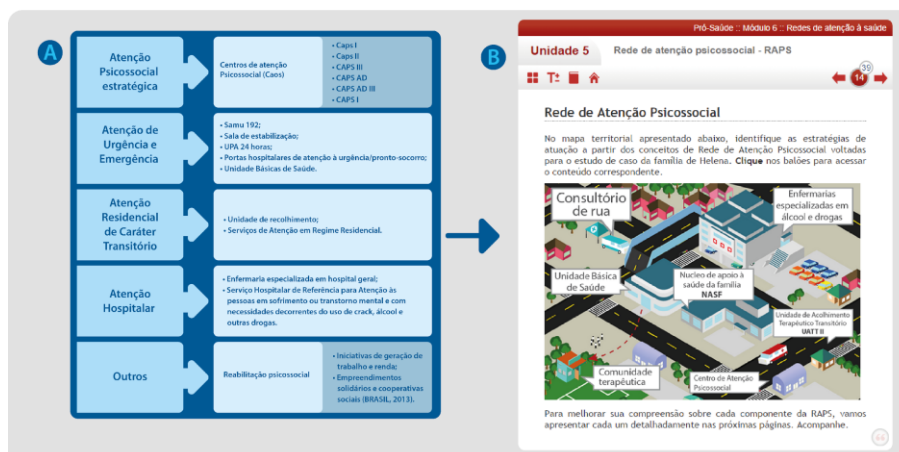 A
Atenção
Psicossocial
estratégica
Centros de atenção
Psicossocial (Caos)
• Caps I
• Caps II
• CAPS III
• CAPS AD
• CAPS AD III
• CAPS I
Atenção de
Urgência e
Emergência
• Samu 192;
• Sala de estabilização;
• UPA 24 horas;
• Portas hospitalares de atenção à urgência/pronto-socorro;
• Unidade Básicas de Saúde.
Atenção
Residencial
de Caráter
Transitório
• Unidade de recolhimento;
• Serviços de Atenção em Regime Residencial.
Atenção
Hospitalar
• Enfermaria especializada em hospital geral;
• Serviço Hospitalar de Referência para Atenção às
pessoas em sofrimento ou transtorno mental e com
necessidades decorrentes do uso de crack, álcool e
outras drogas.
Outros
Reabilitação psicossocial
• Iniciativas de geração de
trabalho e renda;
• Empreendimentos
solidários e cooperativas
sociais (BRASIL, 2013).
B
Pró-Saúde :: Módulo 6 :: Redes de atenção à saúde
Unidade 5
Rede de atenção psicossocial - RAPS
T±
39
14
Rede de Atenção Psicossocial
No mapa territorial apresentado abaixo, identifique as estratégias de
atuação a partir dos conceitos de Rede de Atenção Psicossocial voltadas
para o estudo de caso da família de Helena. Clique nos balões para acessar
o conteúdo correspondente.
Consultório
de rua
Enfermarias
especializadas em
álcool e drogas
Unidade Básica
de Saúde
Nucleo de apoio à
saúde da família
NASF
Unidade de Acolhimento
Terapêutico Transitório
UATT II
Comunidade
terapêutica
Centro de Atenção
Psicossocial
Para melhorar sua compreensão sobre cada componente da RAPS, vamos
apresentar cada um detalhadamente nas próximas páginas. Acompanhe.